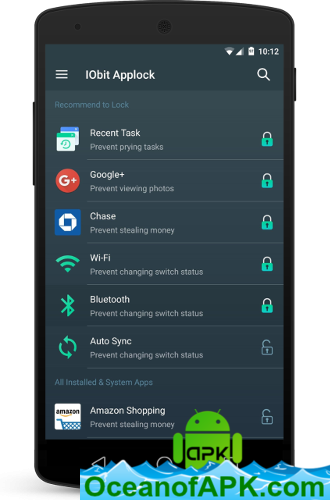 10:12
IObit Applock
Recommend to Lock
Recent Task
Prevent prying tasks
G+
Google+
Prevent viewing photos
Chase
Prevent stealing money
Wi-Fi
Prevent changing switch status
Bluetooth
Prevent changing switch status
Auto Sync
Prevent changing switch status
All Installed & System Apps
amazon
Amazon Shopping
Prevent stealing money
apk
OceanofAPK.com